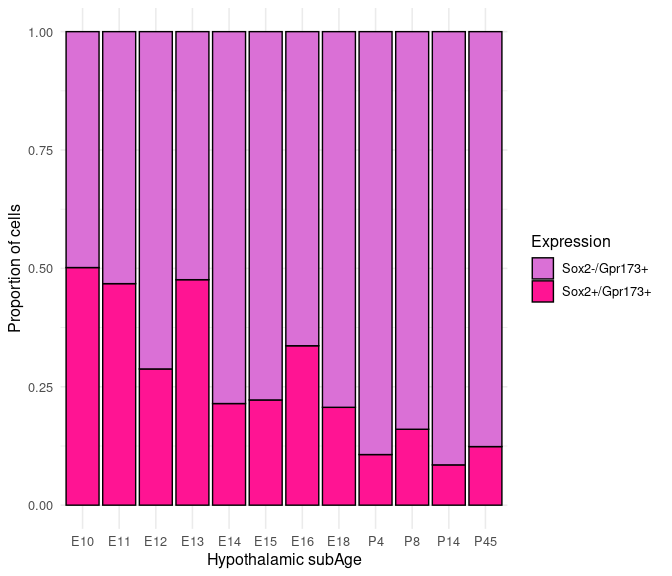 1.00
0.75
0.50
0.25
0.00
Proportion of cells
E10 E11 E12 E13 E14 E15 E16 E18 P4 P8 P14 P45
Hypothalamic subAge
Expression
Sox2-/Gpr173+
Sox2+/Gpr173+